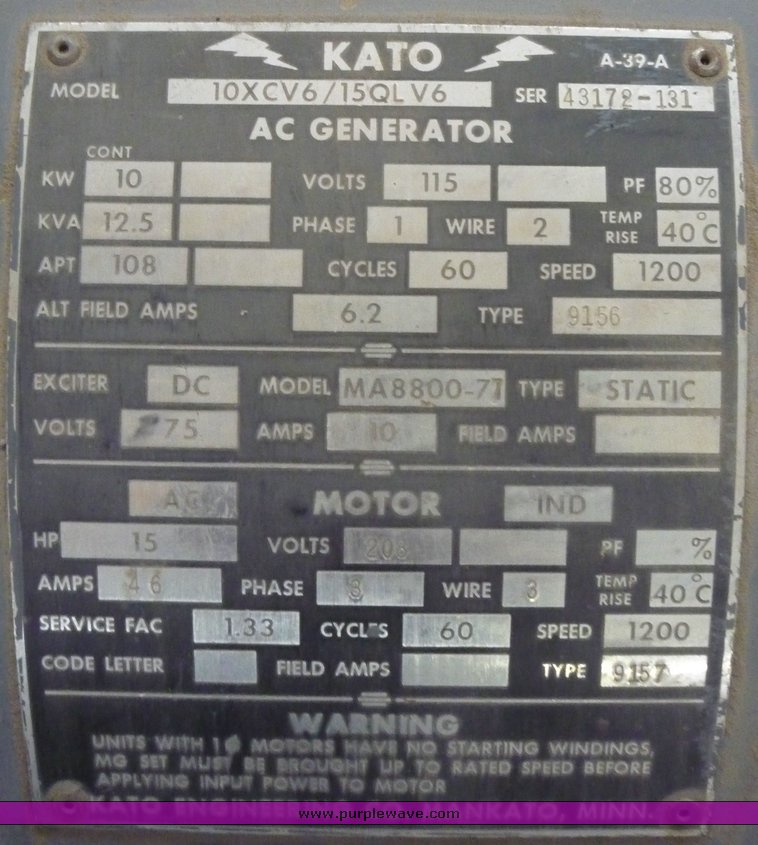 KATO A-39-A
MODEL 10XCV6/15QLV6 SER 43172-131
AC GENERATOR
CONT
KW 10 VOLTS 115 PF 80%
KVA 12.5 PHASE 1 WIRE 2 TEMP RISE 40°C
APT 108 CYCLES 60 SPEED 1200
ALT FIELD AMPS 6.2 TYPE 9156
EXCITER DC MODEL MA8800-77 TYPE STATIC
VOLTS 75 AMPS 10 FIELD AMPS
AC MOTOR IND
HP 15 VOLTS 208 PF %
AMPS 46 PHASE 3 WIRE 3 TEMP RISE 40°C
SERVICE FAC 1.33 CYCLES 60 SPEED 1200
CODE LETTER FIELD AMPS TYPE 9157
WARNING
UNITS WITH 1ϕ MOTORS HAVE NO STARTING WINDINGS,
MG SET MUST BE BROUGHT UP TO RATED SPEED BEFORE
APPLYING INPUT POWER TO MOTOR
KATO MINN.
www.purplewave.com